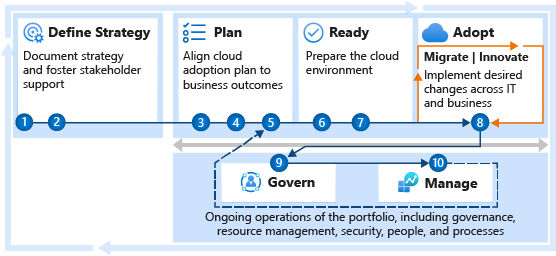 Define Strategy
Document strategy
and foster stakeholder
support
Plan
Align cloud
adoption plan to
business outcomes
Ready
Prepare the cloud
environment
Adopt
Migrate | Innovate
Implement desired
changes across IT
and business
1 2 3 4 5 6 7 8
9 10
Govern
Manage
Ongoing operations of the portfolio, including governance,
resource management, security, people, and processes